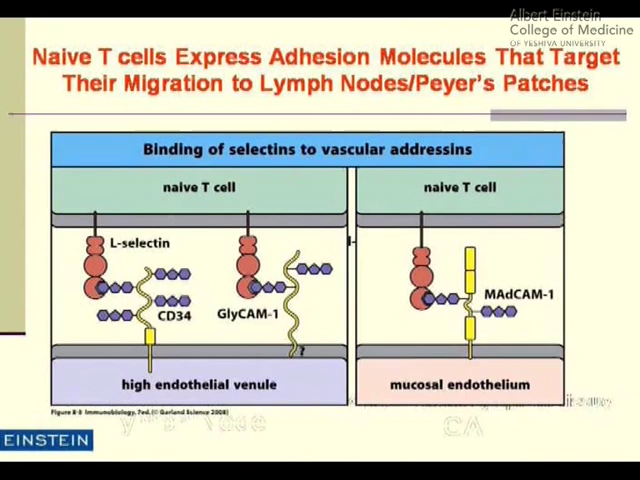 Albert Einstein
College of Medicine
OF YESHIVA UNIVERSITY
Naive T cells Express Adhesion Molecules That Target
Their Migration to Lymph Nodes/Peyer's Patches
Binding of selectins to vascular addressins
naive T cell
naive T cell
L-selectin
l-
MAdCAM-1
CD34
GlyCAM-1
?
high endothelial venule
mucosal endothelium
Figure 8-8 Immunobiology, 7ed. (© Garland Science 2008)
Node
CA
EINSTEIN